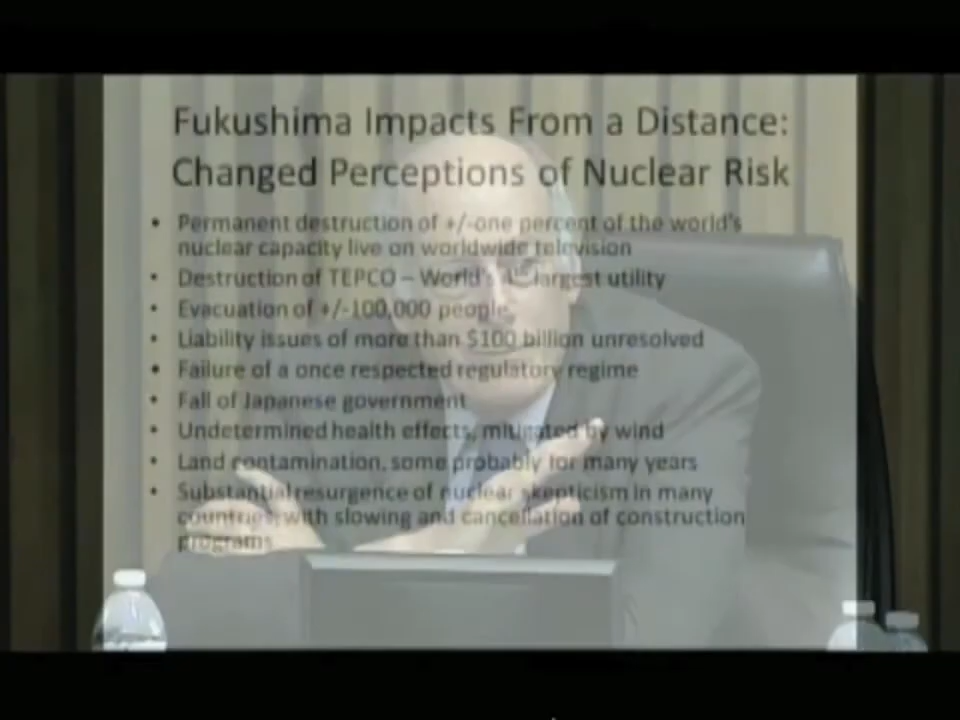 Fukushima Impacts From a Distance:
Changed Perceptions of Nuclear Risk
• Permanent destruction of +/-one percent of the world's
nuclear capacity live on worldwide television
• Destruction of TEPCO – World's 4th largest utility
• Evacuation of +/-100,000 people
• Liability issues of more than $100 billion unresolved
• Failure of a once respected regulatory regime
• Fall of Japanese government
• Undetermined health effects, mitigated by wind
• Land contamination, some probably for many years
• Substantial resurgence of nuclear skepticism in many
countries, with slowing and cancellation of construction
programs